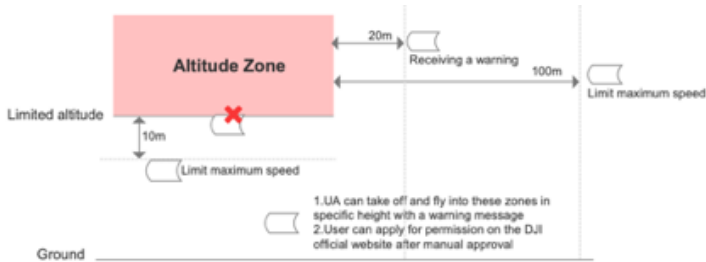 20m
Receiving a warning
Altitude Zone
100m
Limit maximum speed
Limited altitude
10m
Limit maximum speed
1.UA can take off and fly into these zones in
specific height with a warning message
2.User can apply for permission on the DJI
official website after manual approval
Ground